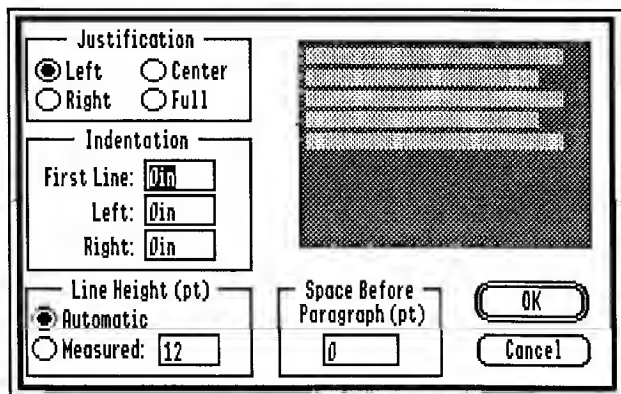 Justification
Left Center
Right Full
Indentation
First Line: 0in
Left: 0in
Right: 0in
Line Height (pt)
Automatic
Measured: 12
Space Before
Paragraph (pt)
0
OK
Cancel